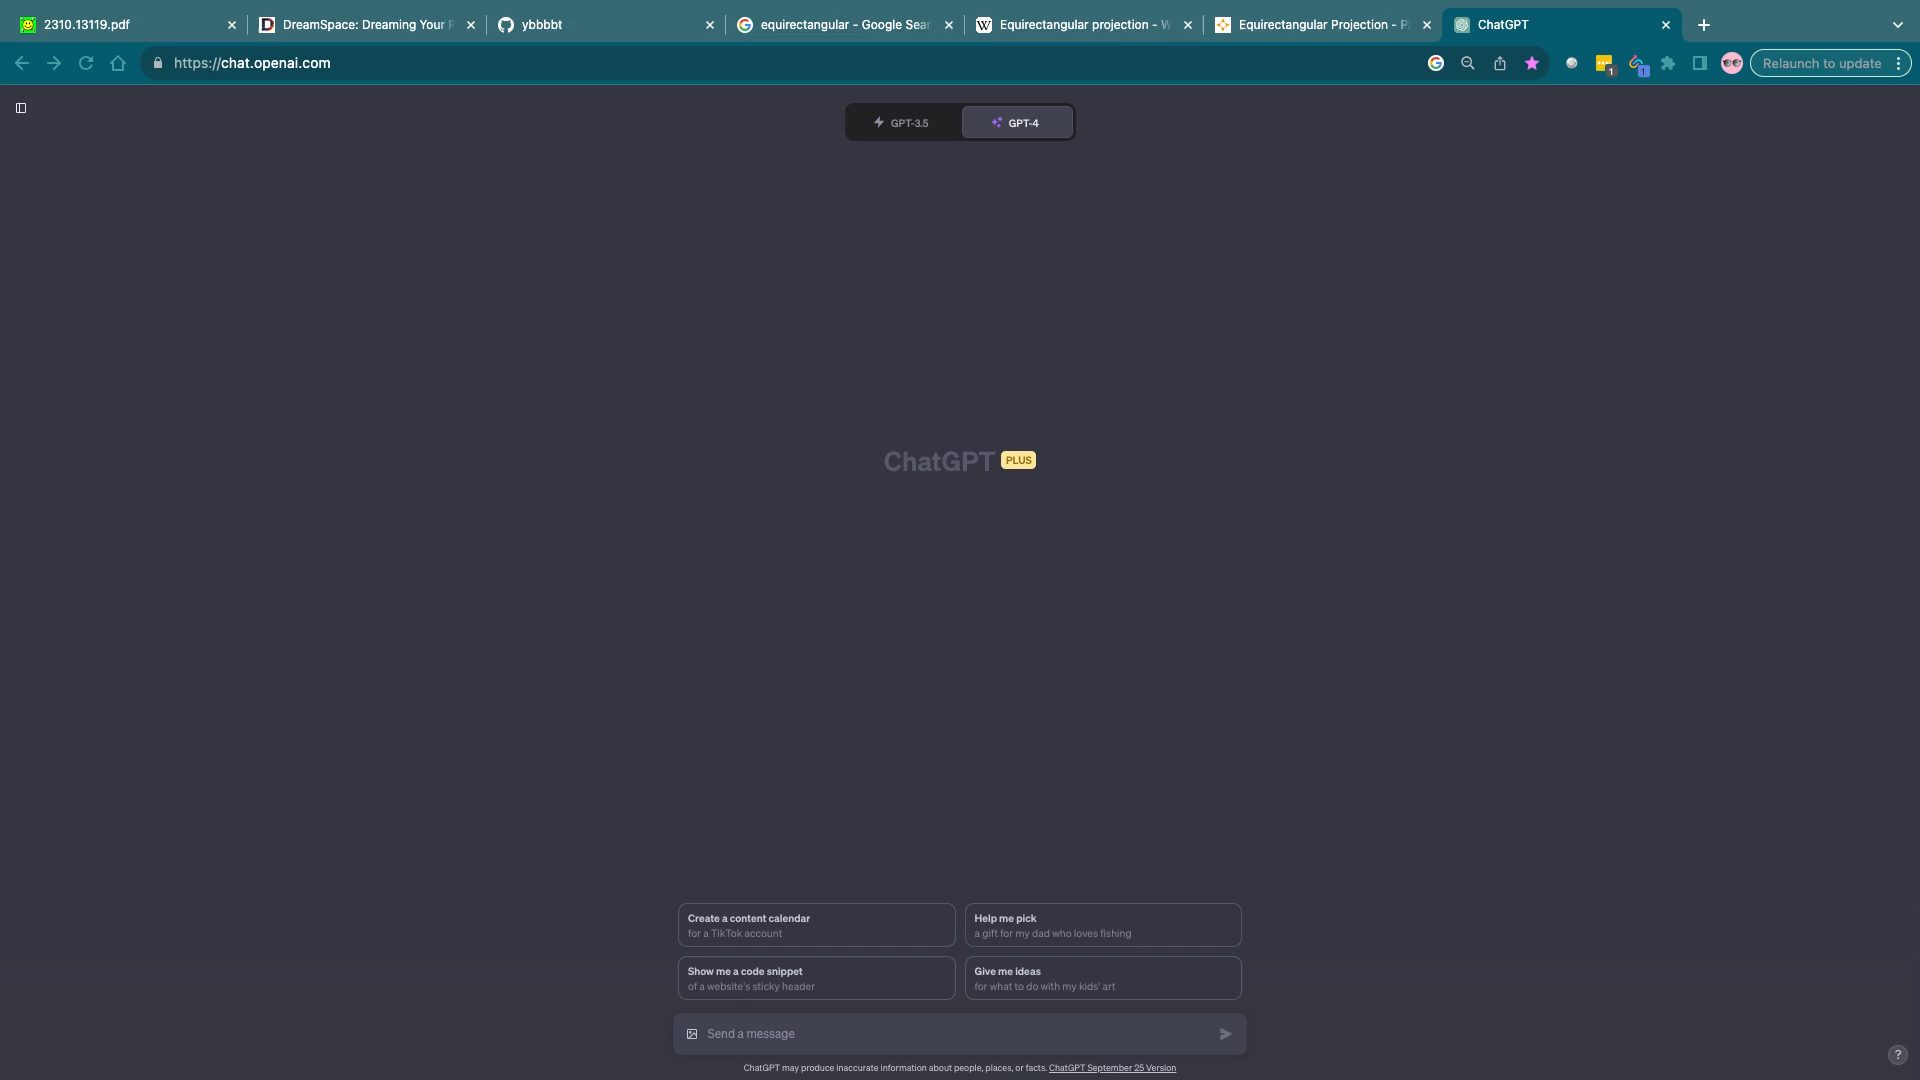 2310.13119.pdf
DreamSpace: Dreaming Your
ybbbbt
equirectangular - Google Sear
Equirectangular projection - W
Equirectangular Projection - P
ChatGPT
https://chat.openai.com
1
1
Relaunch to update
GPT-3.5
GPT-4
ChatGPT PLUS
Create a content calendar
for a TikTok account
Help me pick
a gift for my dad who loves fishing
Show me a code snippet
of a website's sticky header
Give me ideas
for what to do with my kids' art
Send a message
ChatGPT may produce inaccurate information about people, places, or facts. ChatGPT September 25 Version
?